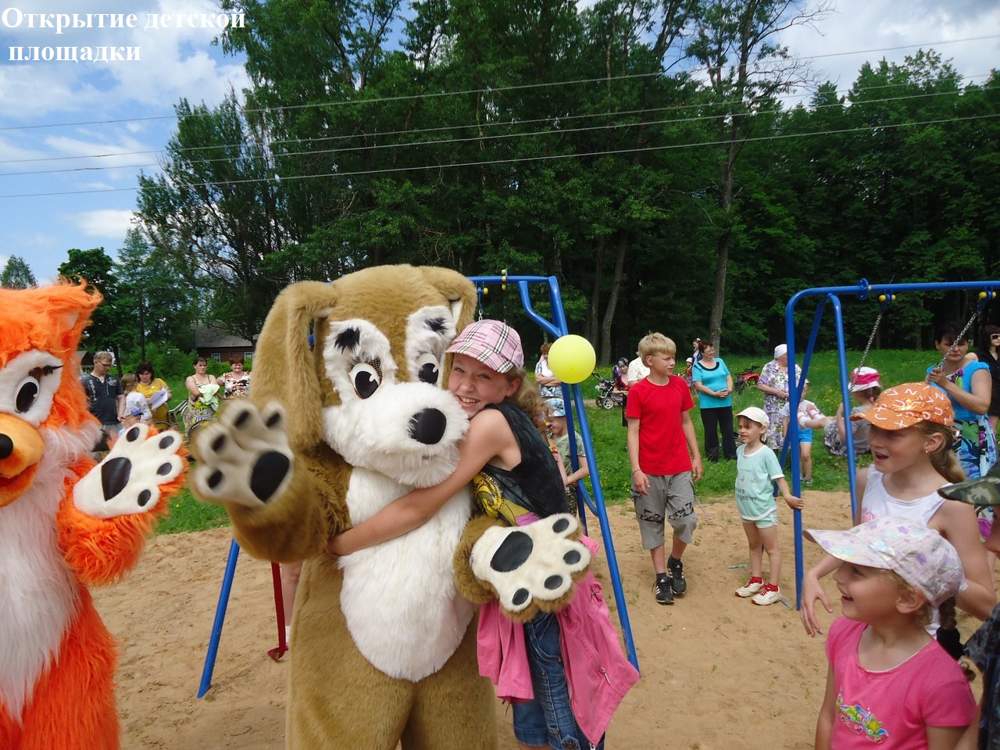 Открытие детской
площадки